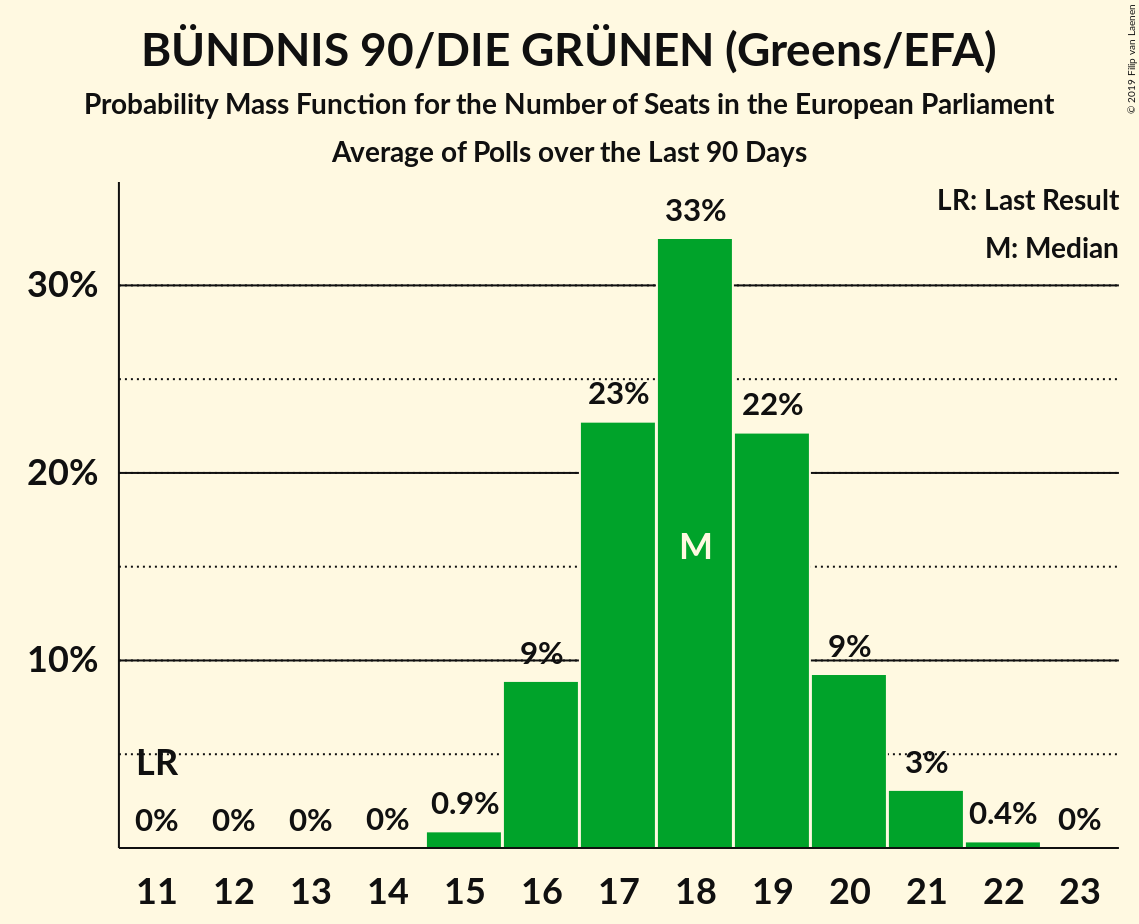 BÜNDNIS 90/DIE GRÜNEN (Greens/EFA)
Probability Mass Function for the Number of Seats in the European Parliament
Average of Polls over the Last 90 Days
© 2019 Filip van Laenen
LR: Last Result
M: Median
30%
20%
10%
LR
0%
0%
0%
0%
0.9%
9%
23%
33%
M
22%
9%
3%
0.4%
0%
11 12 13 14 15 16 17 18 19 20 21 22 23